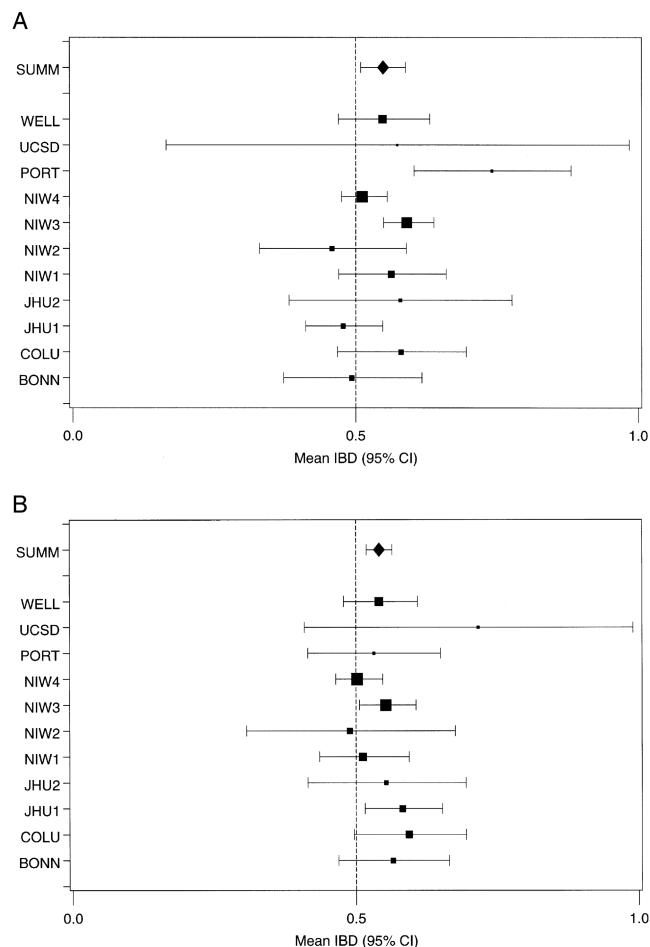 A
SUMM
WELL
UCSD
PORT
NIW4
NIW3
NIW2
NIW1
JHU2
JHU1
COLU
BONN
0.0 0.5 1.0
Mean IBD (95% CI)
B
SUMM
WELL
UCSD
PORT
NIW4
NIW3
NIW2
NIW1
JHU2
JHU1
COLU
BONN
0.0 0.5 1.0
Mean IBD (95% CI)